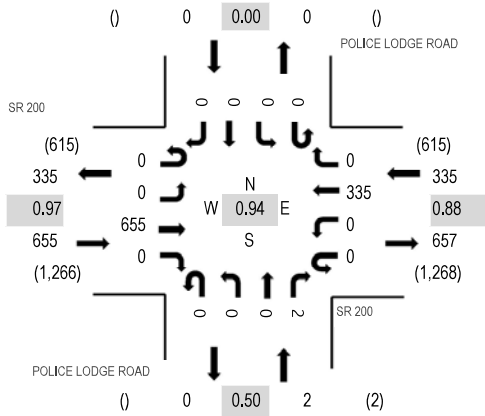 () 0 0.00 0 ()
POLICE LODGE ROAD
SR 200
0 0 0 0
(615) (615)
0 0
335 335
N
0 335
0.97 W 0.94 E 0.88
655 0
655 S 657
0 0
(1,266) (1,268)
0 0 0 2
SR 200
POLICE LODGE ROAD
() 0 0.50 2 (2)